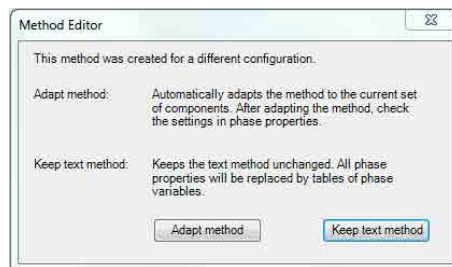 Method Editor
This method was created for a different configuration.
Adapt method: Automatically adapts the method to the current set
of components. After adapting the method, check
the settings in phase properties.
Keep text method: Keeps the text method unchanged. All phase
properties will be replaced by tables of phase
variables.
Adapt method Keep text method